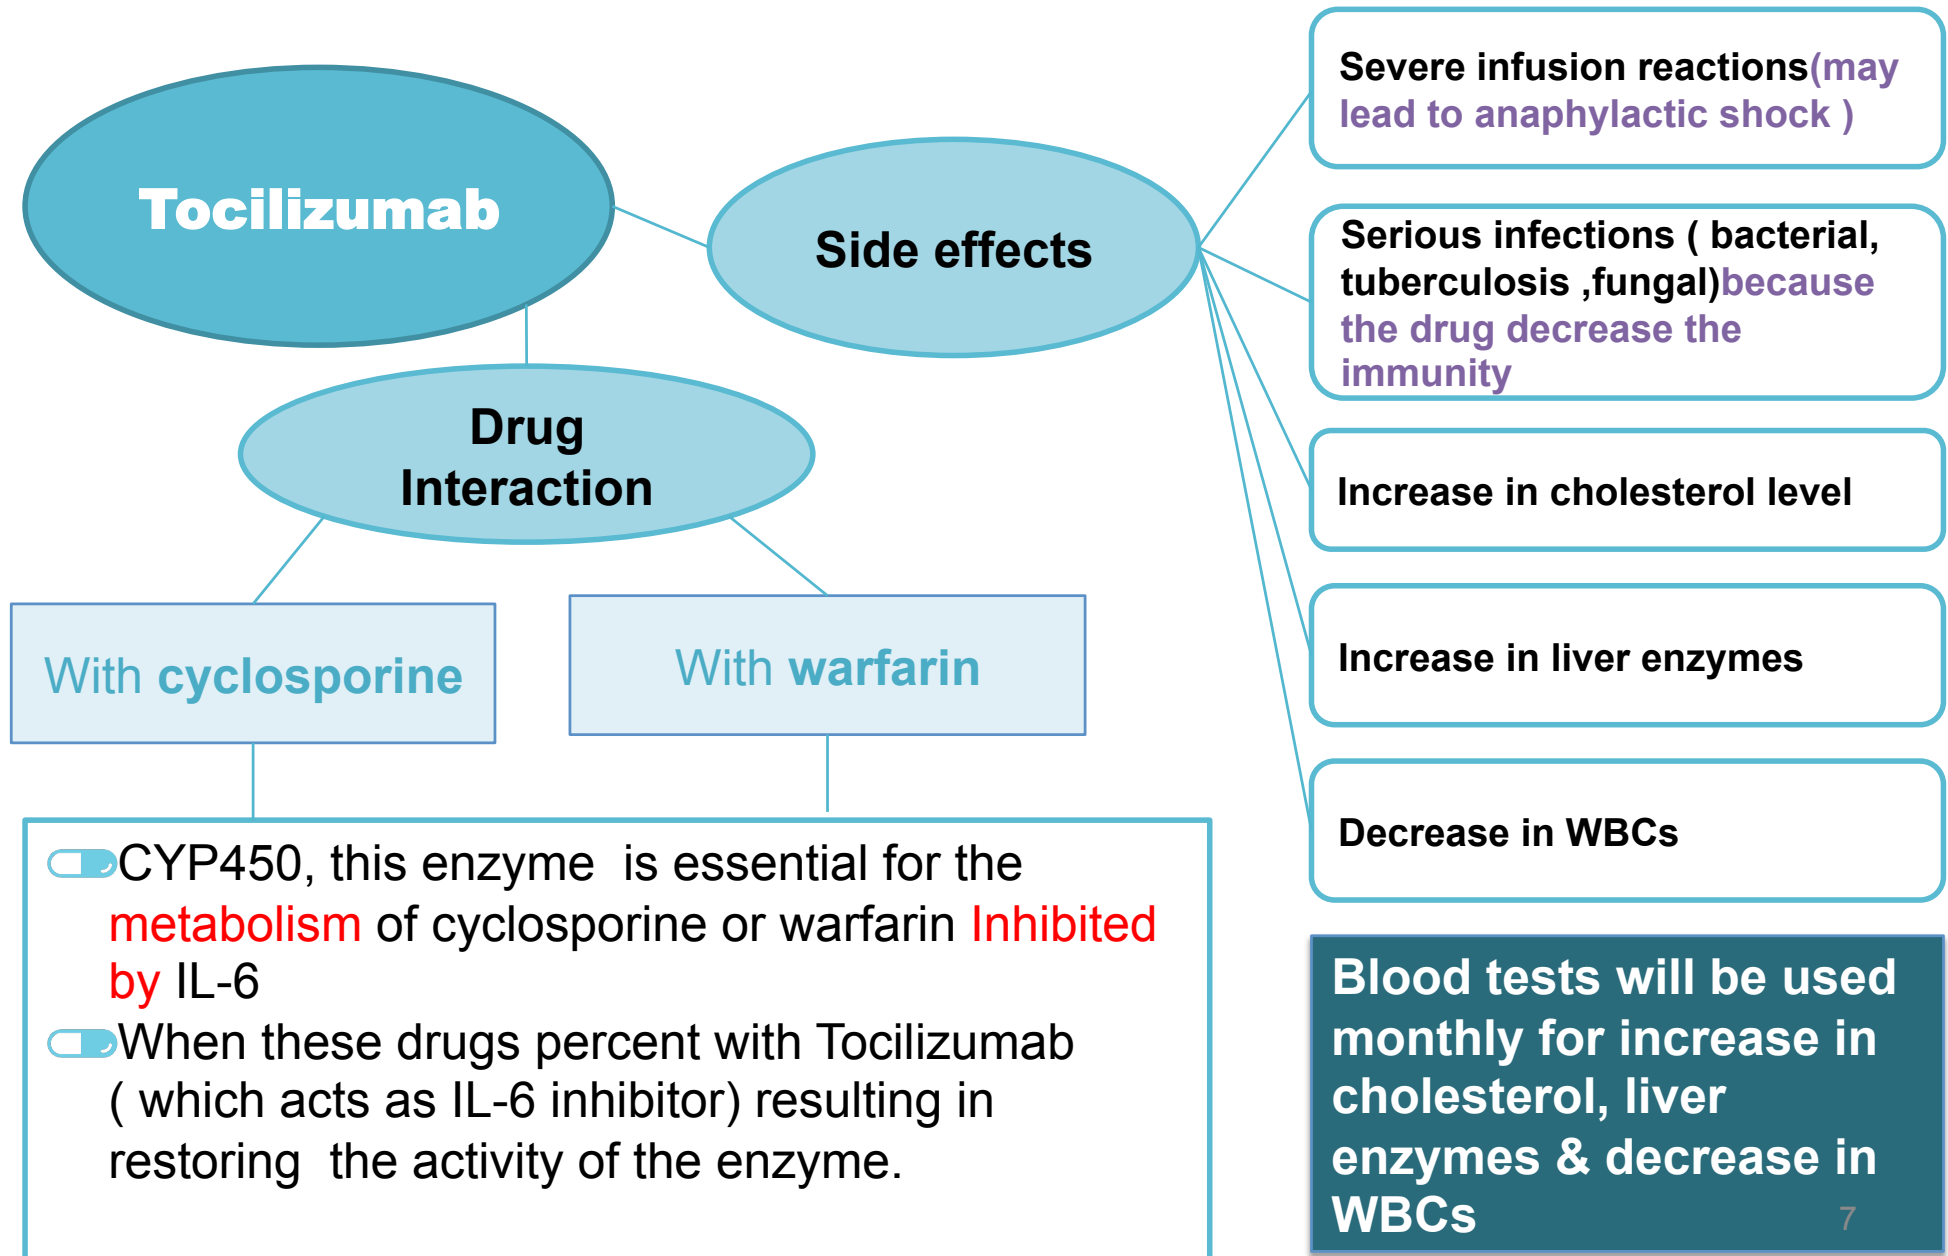 Tocilizumab
Side effects
Severe infusion reactions(may
lead to anaphylactic shock )
Serious infections ( bacterial,
tuberculosis ,fungal)because
the drug decrease the
immunity
Increase in cholesterol level
Increase in liver enzymes
Decrease in WBCs
Blood tests will be used
monthly for increase in
cholesterol, liver
enzymes & decrease in
WBCs
Drug
Interaction
With cyclosporine
With warfarin
CYP450, this enzyme  is essential for the
metabolism of cyclosporine or warfarin Inhibited
by IL-6
When these drugs percent with Tocilizumab
( which acts as IL-6 inhibitor) resulting in
restoring  the activity of the enzyme.
7